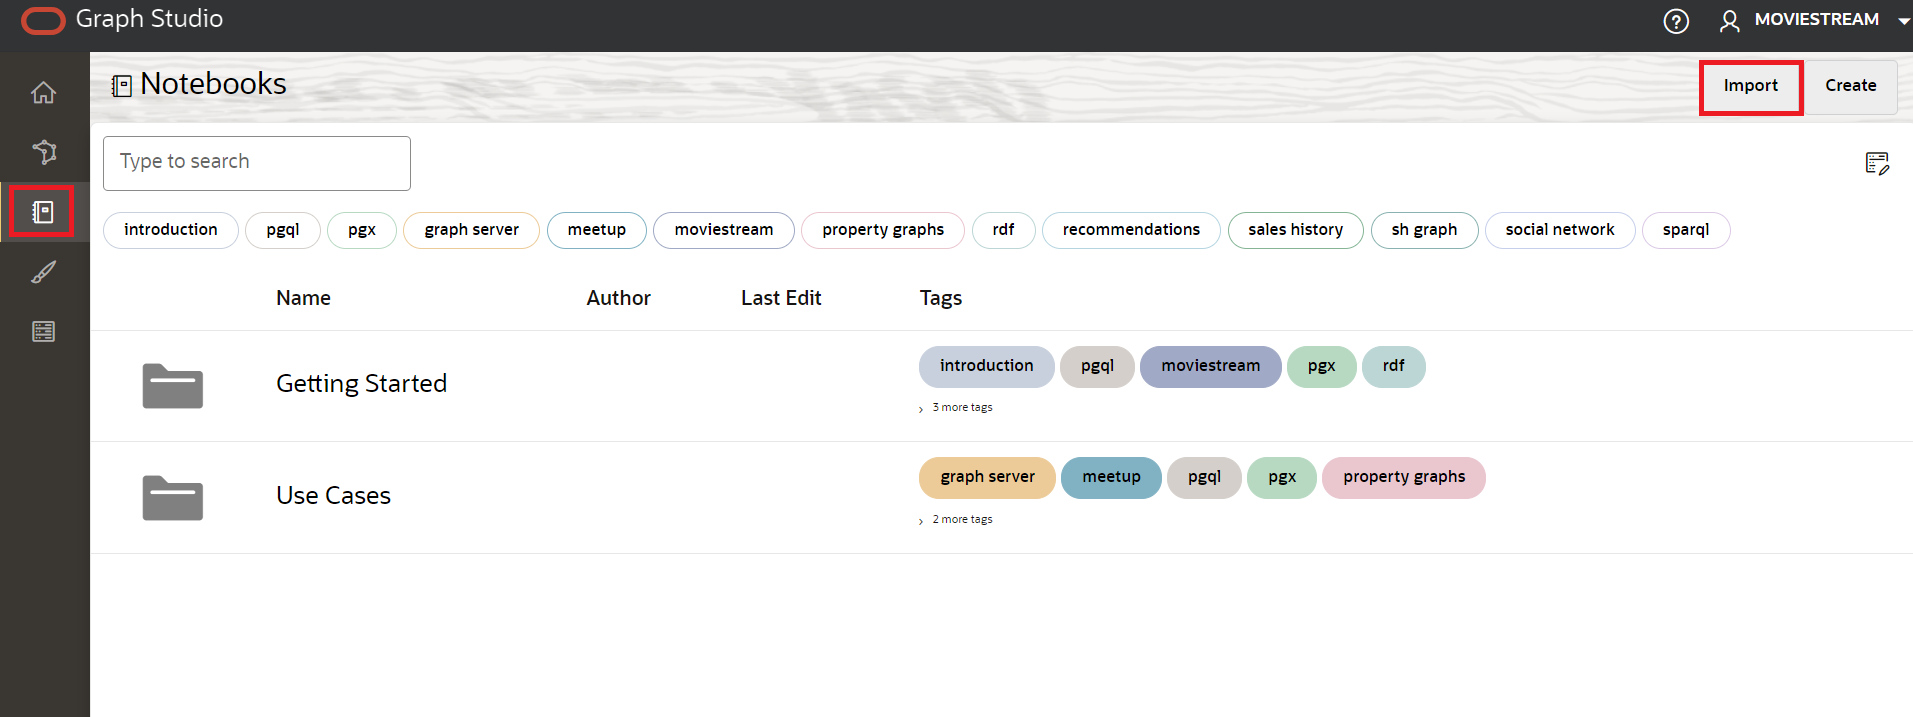 Graph Studio
MOVIESTREAM
Notebooks
Import
Create
Type to search
introduction pgql pgx graph server meetup moviestream property graphs rdf recommendations sales history sh graph social network sparql
Name Author Last Edit Tags
Getting Started
introduction pgql moviestream pgx rdf
3 more tags
Use Cases
graph server meetup pgql pgx property graphs
2 more tags